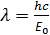 λ = hc/E₀